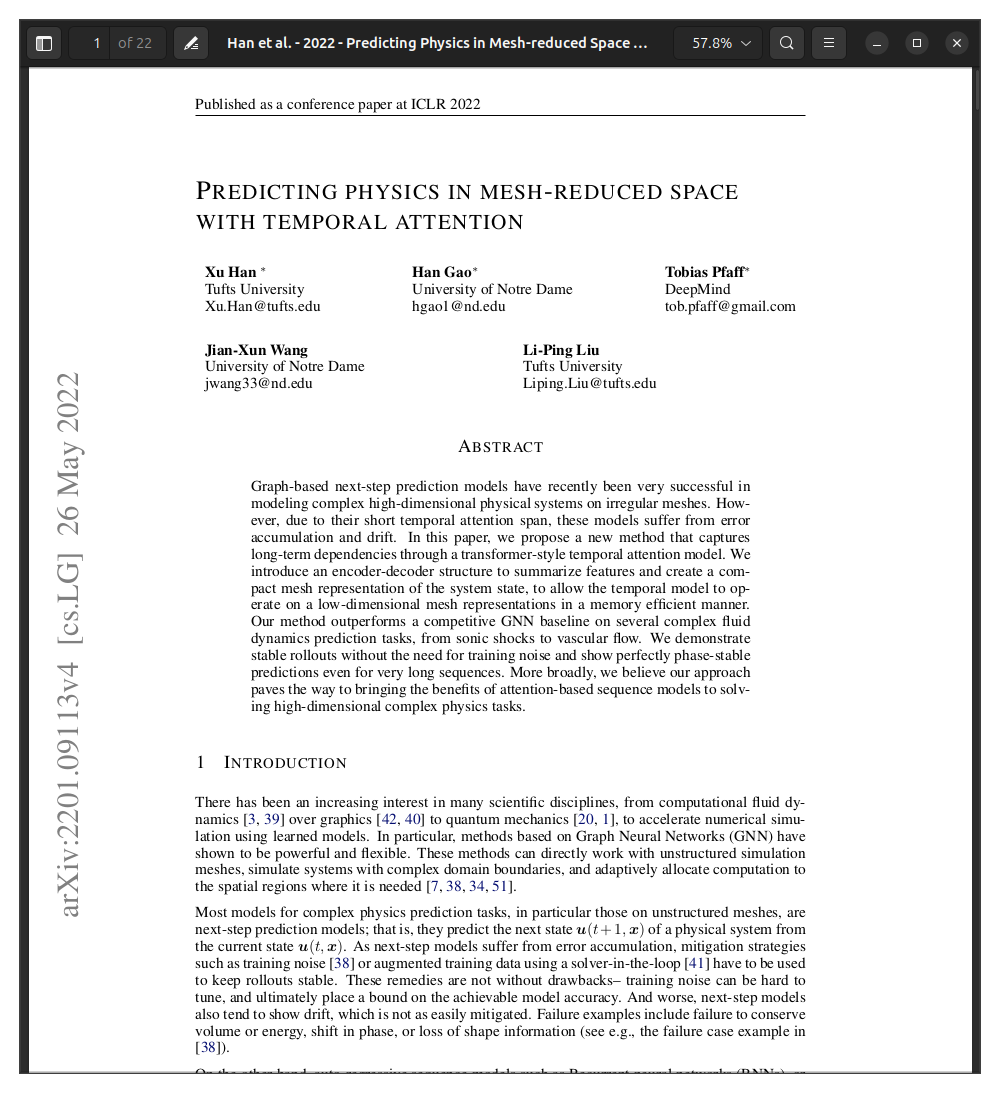 1 of 22
Han et al. - 2022 - Predicting Physics in Mesh-reduced Space ...
57.8%
Published as a conference paper at ICLR 2022
PREDICTING PHYSICS IN MESH-REDUCED SPACE
WITH TEMPORAL ATTENTION
Xu Han * Han Gao* Tobias Pfaff*
Tufts University University of Notre Dame DeepMind
Xu.Han@tufts.edu hgao1@nd.edu tob.pfaff@gmail.com
Jian-Xun Wang Li-Ping Liu
University of Notre Dame Tufts University
jwang33@nd.edu Liping.Liu@tufts.edu
arXiv:2201.09113v4 [cs.LG] 26 May 2022
ABSTRACT
Graph-based next-step prediction models have recently been very successful in
modeling complex high-dimensional physical systems on irregular meshes. How-
ever, due to their short temporal attention span, these models suffer from error
accumulation and drift. In this paper, we propose a new method that captures
long-term dependencies through a transformer-style temporal attention model. We
introduce an encoder-decoder structure to summarize features and create a com-
pact mesh representation of the system state, to allow the temporal model to op-
erate on a low-dimensional mesh representations in a memory efficient manner.
Our method outperforms a competitive GNN baseline on several complex fluid
dynamics prediction tasks, from sonic shocks to vascular flow. We demonstrate
stable rollouts without the need for training noise and show perfectly phase-stable
predictions even for very long sequences. More broadly, we believe our approach
paves the way to bringing the benefits of attention-based sequence models to solv-
ing high-dimensional complex physics tasks.
1 INTRODUCTION
There has been an increasing interest in many scientific disciplines, from computational fluid dy-
namics [3, 39] over graphics [42, 40] to quantum mechanics [20, 1], to accelerate numerical simu-
lation using learned models. In particular, methods based on Graph Neural Networks (GNN) have
shown to be powerful and flexible. These methods can directly work with unstructured simulation
meshes, simulate systems with complex domain boundaries, and adaptively allocate computation to
the spatial regions where it is needed [7, 38, 34, 51].
Most models for complex physics prediction tasks, in particular those on unstructured meshes, are
next-step prediction models; that is, they predict the next state u(t+1, x) of a physical system from
the current state u(t, x). As next-step models suffer from error accumulation, mitigation strategies
such as training noise [38] or augmented training data using a solver-in-the-loop [41] have to be used
to keep rollouts stable. These remedies are not without drawbacks– training noise can be hard to
tune, and ultimately place a bound on the achievable model accuracy. And worse, next-step models
also tend to show drift, which is not as easily mitigated. Failure examples include failure to conserve
volume or energy, shift in phase, or loss of shape information (see e.g., the failure case example in
[38]).